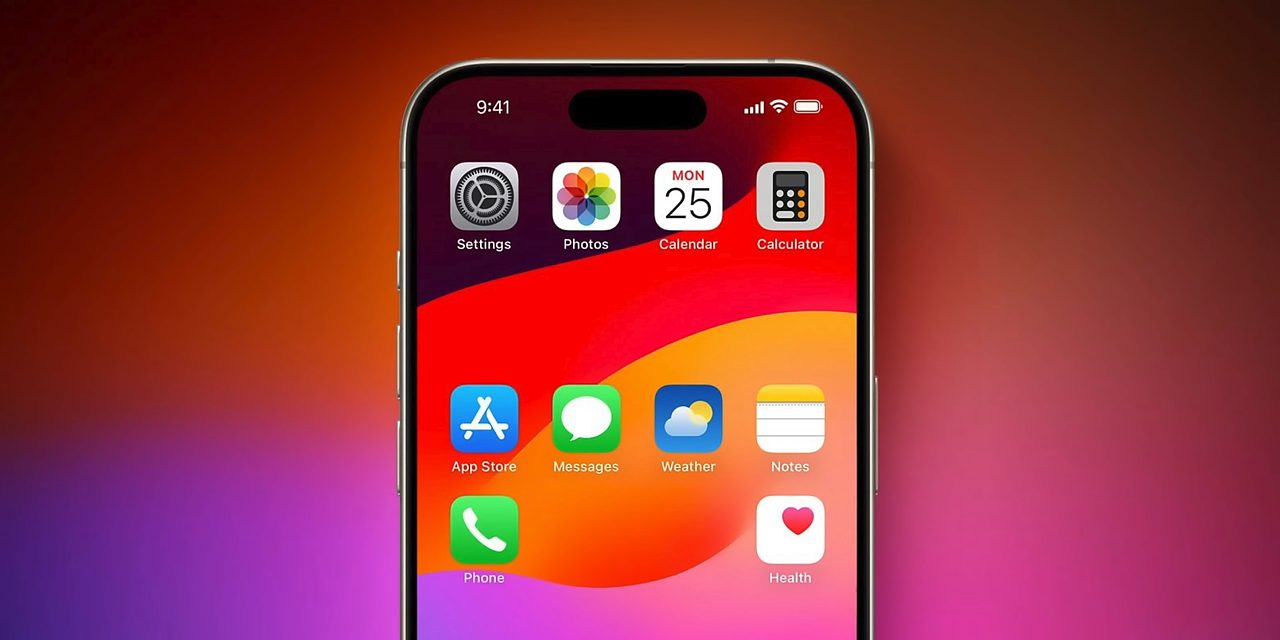 9:41
MON
25
Settings
Photos
Calendar
Calculator
App Store
Messages
Weather
Notes
Phone
Health